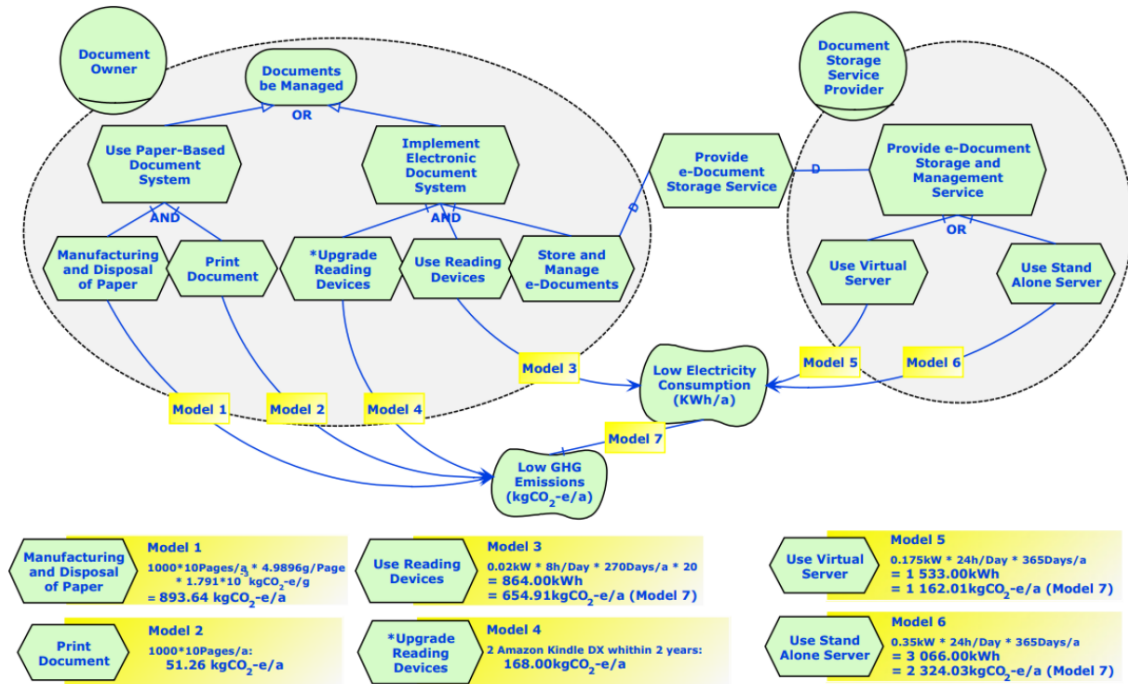 Document
Owner
Documents
be Managed
OR
Use Paper-Based
Document
System
Implement
Electronic
Document
System
AND
AND
Manufacturing
and Disposal
of Paper
Print
Document
*Upgrade
Reading
Devices
Use Reading
Devices
Store and
Manage
e-Documents
D
Provide
e-Document
Storage Service
D
Document
Storage
Service
Provider
Provide e-Document
Storage and
Management
Service
OR
Use Virtual
Server
Use Stand
Alone Server
Model 1
Model 2
Model 4
Model 3
Model 5
Model 6
Low Electricity
Consumption
(KWh/a)
Model 7
Low GHG
Emissions
(kgCO2-e/a)
Manufacturing
and Disposal
of Paper
Model 1
1000*10Pages/a * 4.9896g/Page
* 1.791*10-3 kgCO2-e/g
= 893.64 kgCO2-e/a
Print
Document
Model 2
1000*10Pages/a:
51.26 kgCO2-e/a
Use Reading
Devices
Model 3
0.02kW * 8h/Day * 270Days/a * 20
= 864.00kWh
= 654.91kgCO2-e/a (Model 7)
*Upgrade
Reading
Devices
Model 4
2 Amazon Kindle DX whithin 2 years:
168.00kgCO2-e/a
Use Virtual
Server
Model 5
0.175kW * 24h/Day * 365Days/a
= 1 533.00kWh
= 1 162.01kgCO2-e/a (Model 7)
Use Stand
Alone Server
Model 6
0.35kW * 24h/Day * 365Days/a
= 3 066.00kWh
= 2 324.03kgCO2-e/a (Model 7)